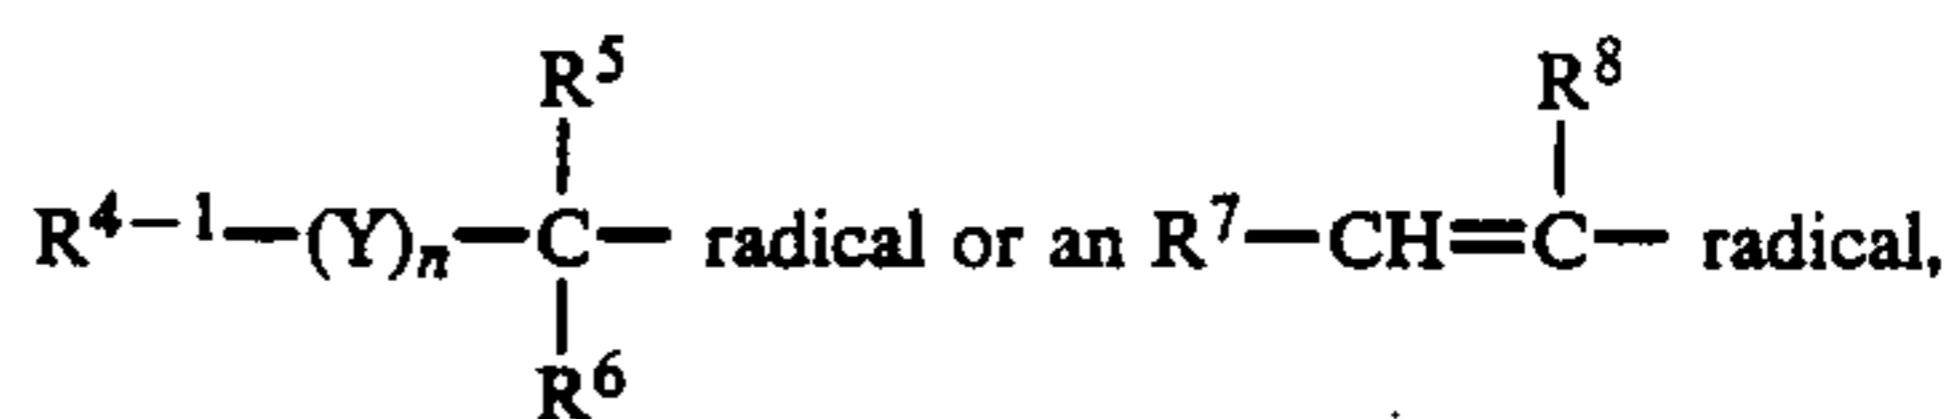 R⁵ R⁸
R⁴⁻¹—(Y)ₙ—C— radical or an R⁷—CH=C— radical,
R⁶